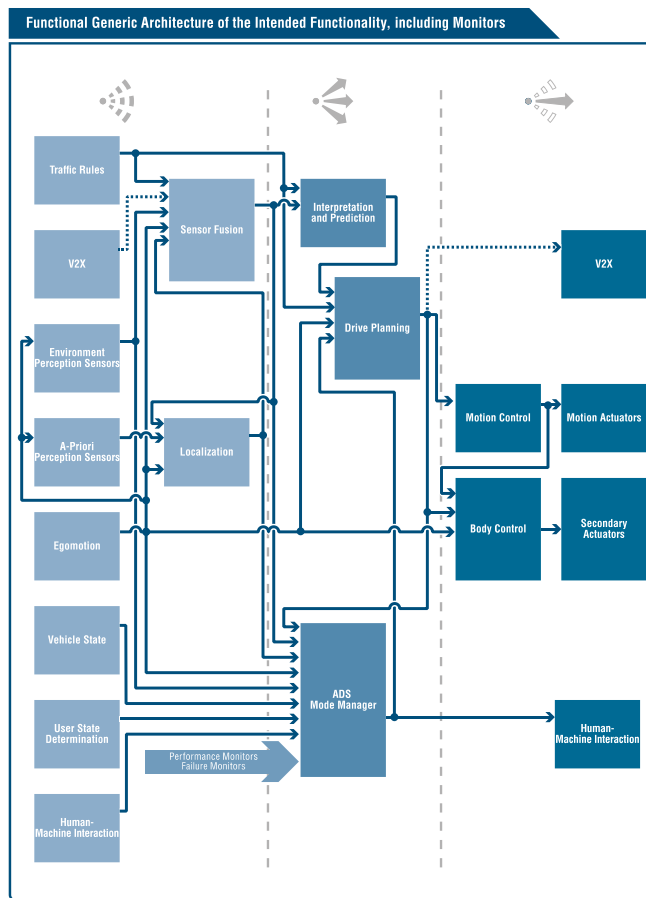 Functional Generic Architecture of the Intended Functionality, including Monitors
Traffic Rules
V2X
Environment
Perception Sensors
A-Priori
Perception Sensors
Egomotion
Vehicle State
User State
Determination
Human-
Machine Interaction
Sensor Fusion
Localization
Performance Monitors
Failure Monitors
Interpretation
and Prediction
Drive Planning
ADS
Mode Manager
V2X
Motion Control
Motion Actuators
Body Control
Secondary
Actuators
Human-
Machine Interaction